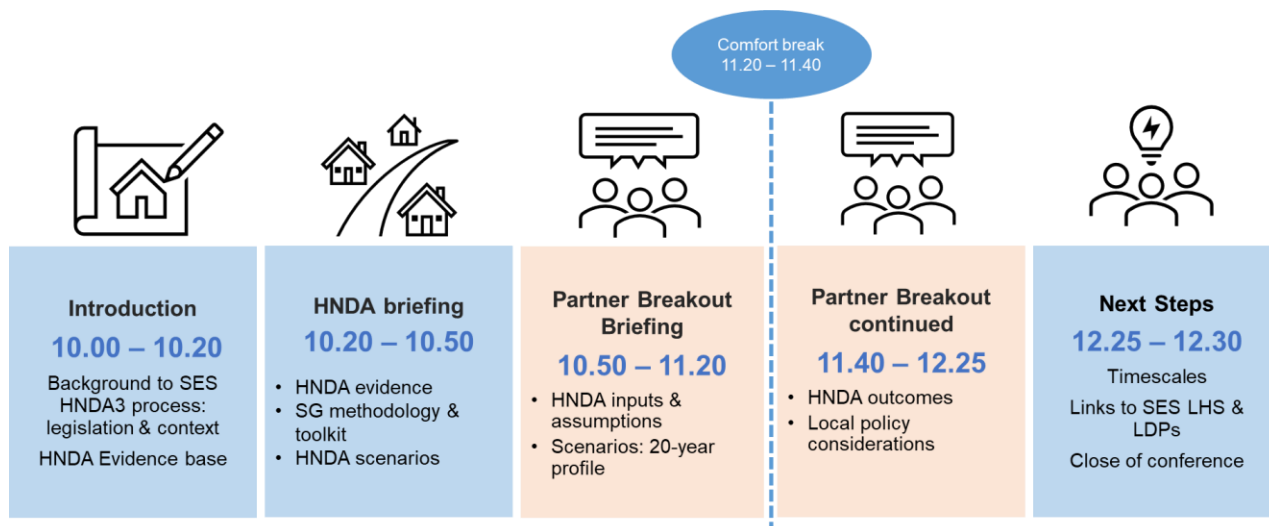 Comfort break
11.20 – 11.40
Introduction
10.00 – 10.20
Background to SES
HNDA3 process:
legislation & context
HNDA Evidence base
HNDA briefing
10.20 – 10.50
• HNDA evidence
• SG methodology &
toolkit
• HNDA scenarios
Partner Breakout
Briefing
10.50 – 11.20
• HNDA inputs &
assumptions
• Scenarios: 20-year
profile
Partner Breakout
continued
11.40 – 12.25
• HNDA outcomes
• Local policy
considerations
Next Steps
12.25 – 12.30
Timescales
Links to SES LHS &
LDPs
Close of conference